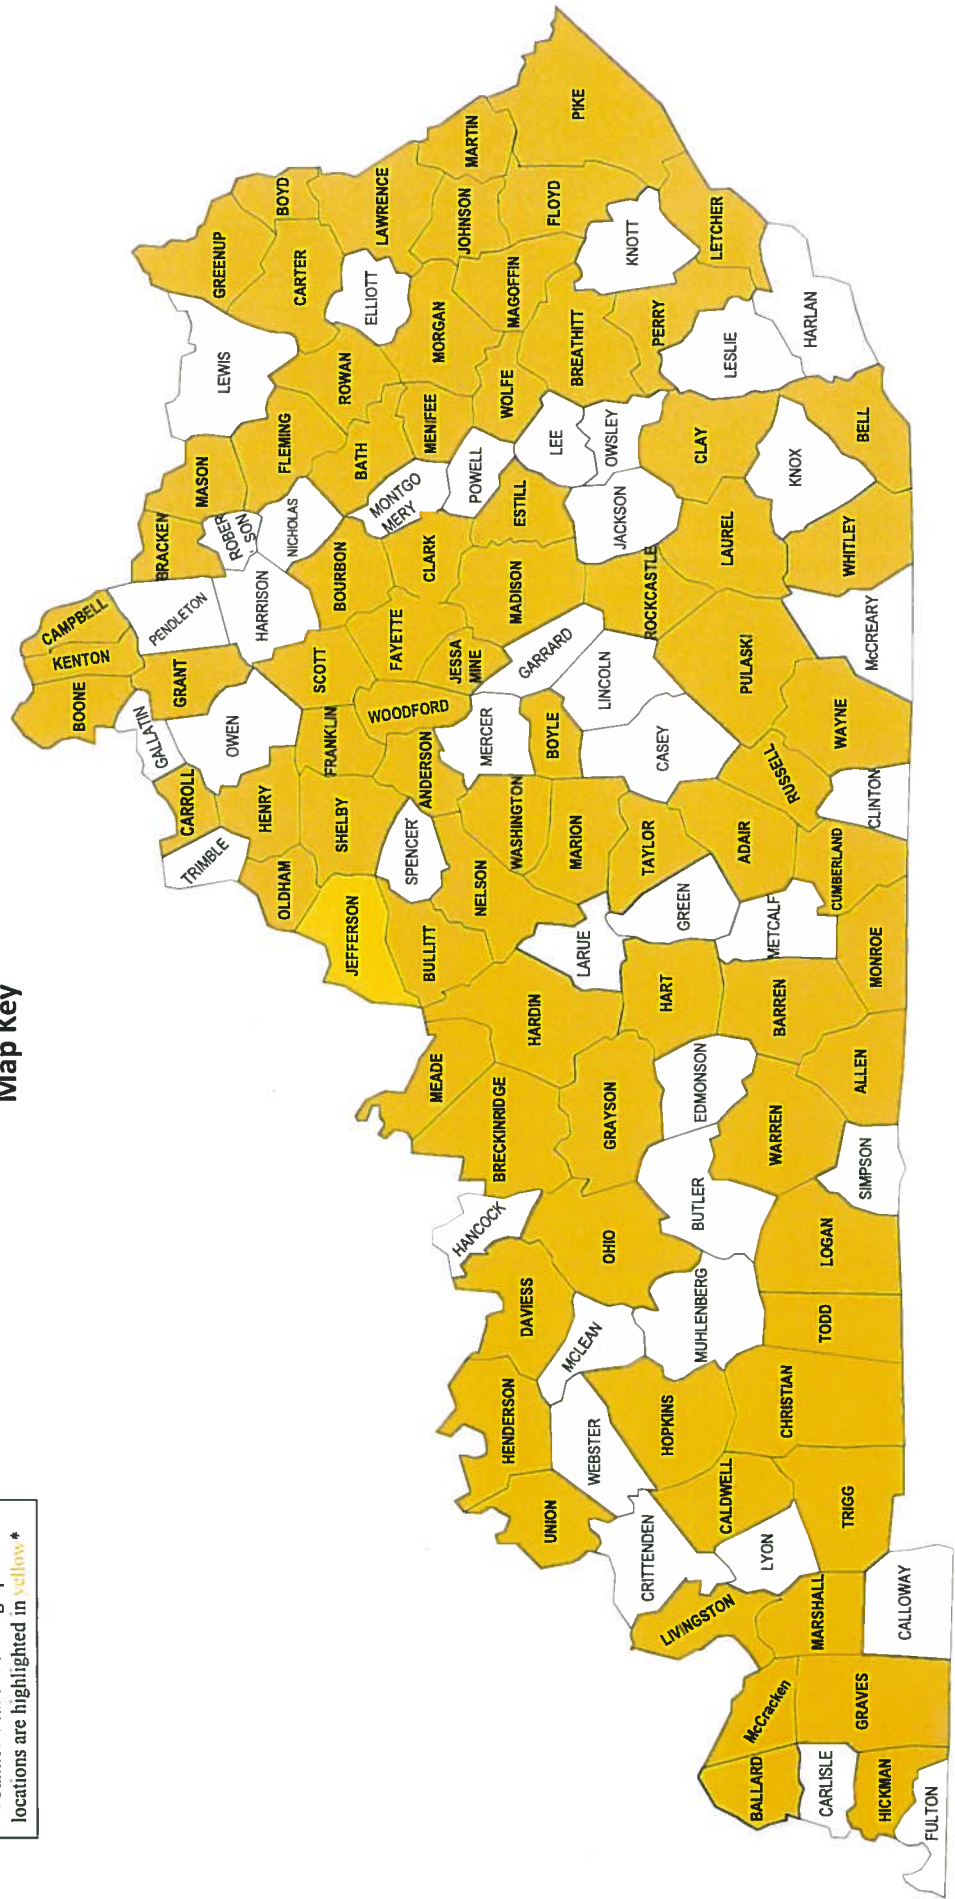 Map Key
locations are highlighted in yellow*
BOONE
KENTON
CAMPBELL
GALLATIN
GRANT
PENDLETON
BRACKEN
MASON
LEWIS
GREENUP
CARROLL
OWEN
HARRISON
ROBER
SON
NICHOLAS
FLEMING
CARTER
BOYD
TRIMBLE
HENRY
OLDHAM
SHELBY
FRANKLIN
SCOTT
BOURBON
BATH
ROWAN
ELLIOTT
LAWRENCE
JEFFERSON
SPENCER
ANDERSON
WOODFORD
FAYETTE
CLARK
MONTGO
MERY
MENIFEE
MORGAN
JOHNSON
MARTIN
MEADE
BULLITT
NELSON
WASHINGTON
MERCER
JESSA
MINE
MADISON
ESTILL
POWELL
WOLFE
MAGOFFIN
FLOYD
PIKE
HANCOCK
BRECKINRIDGE
HARDIN
LARUE
MARION
BOYLE
GARRARD
LINCOLN
ROCKCASTLE
JACKSON
LEE
OWSLEY
BREATHITT
KNOTT
PERRY
LETCHER
HENDERSON
DAVIESS
OHIO
GRAYSON
HART
GREEN
TAYLOR
CASEY
PULASKI
LAUREL
CLAY
LESLIE
HARLAN
UNION
WEBSTER
MCLEAN
MUHLENBERG
BUTLER
EDMONSON
BARREN
METCALF
ADAIR
RUSSELL
WAYNE
McCREARY
WHITLEY
KNOX
BELL
CRITTENDEN
HOPKINS
CALDWELL
CHRISTIAN
TODD
LOGAN
WARREN
SIMPSON
ALLEN
MONROE
CUMBERLAND
CLINTON
LIVINGSTON
LYON
TRIGG
MARSHALL
CALLOWAY
McCracken
BALLARD
GRAVES
CARLISLE
HICKMAN
FULTON